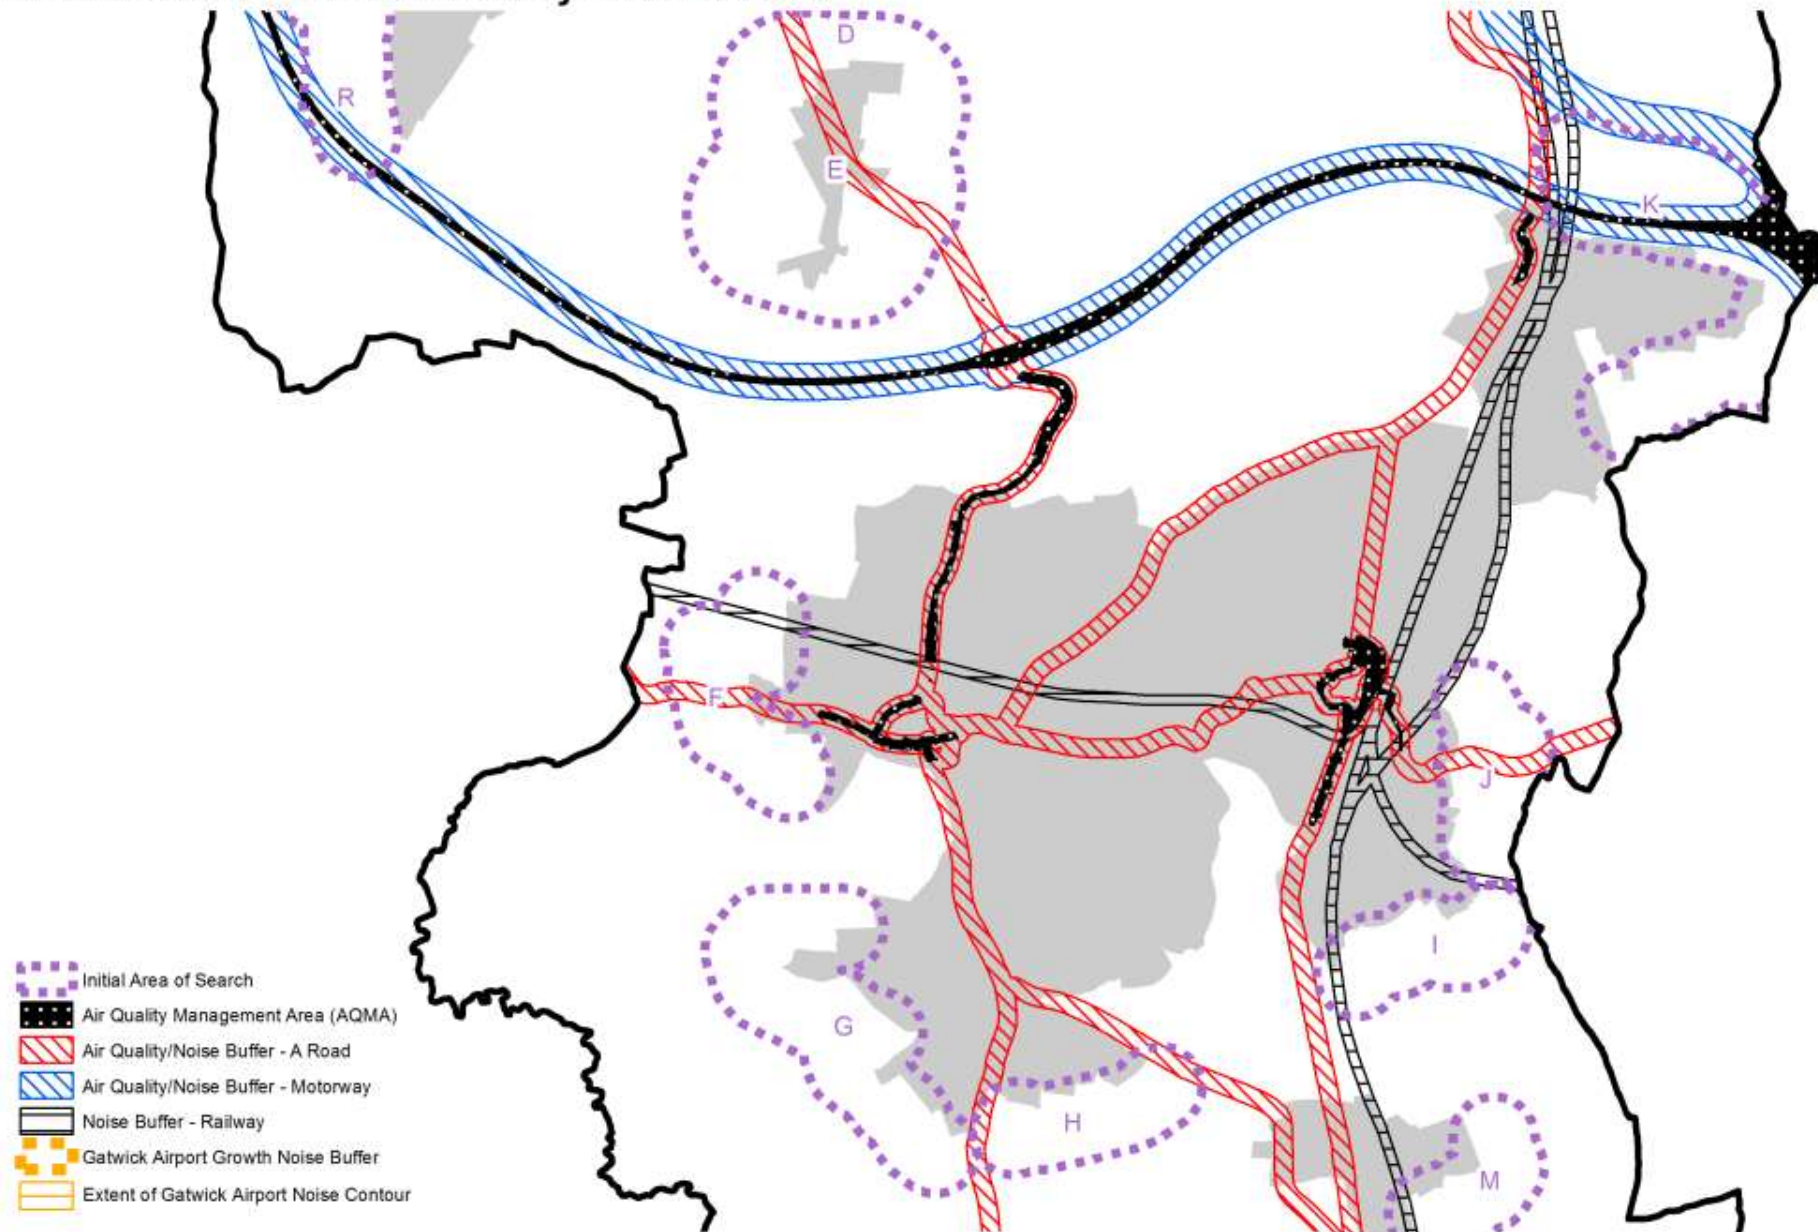 D
R
E
K
F
J
I
G
H
M
Initial Area of Search
Air Quality Management Area (AQMA)
Air Quality/Noise Buffer - A Road
Air Quality/Noise Buffer - Motorway
Noise Buffer - Railway
Gatwick Airport Growth Noise Buffer
Extent of Gatwick Airport Noise Contour